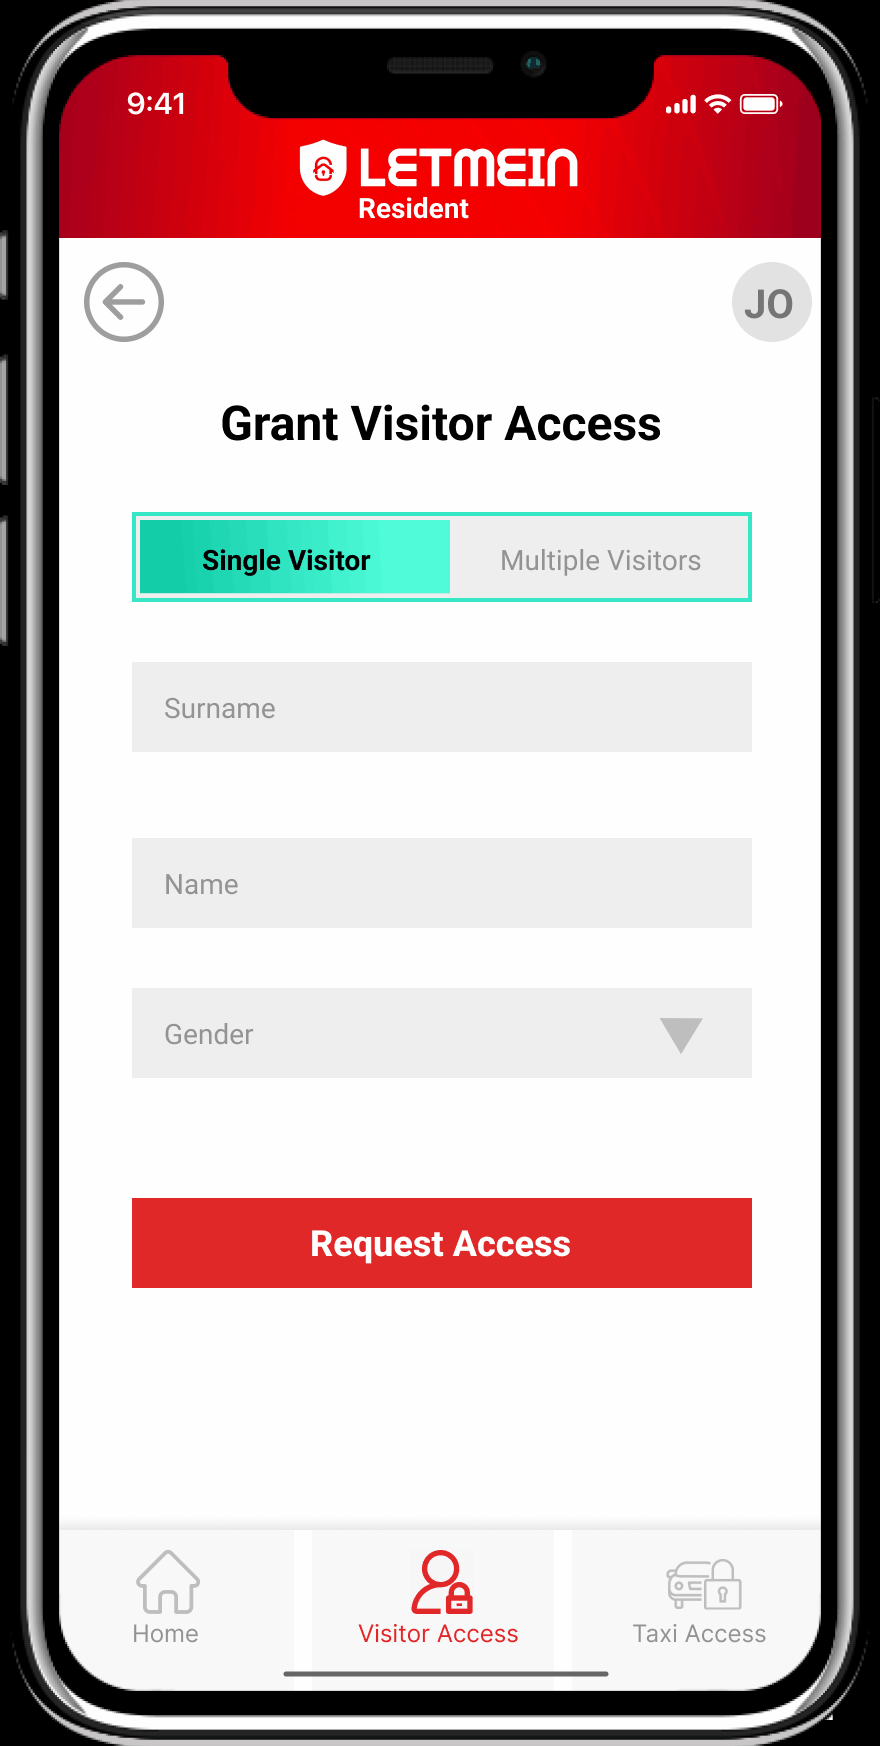 9:41
LETMEIN
Resident
JO
Grant Visitor Access
Single Visitor Multiple Visitors
Surname
Name
Gender
Request Access
Home Visitor Access Taxi Access